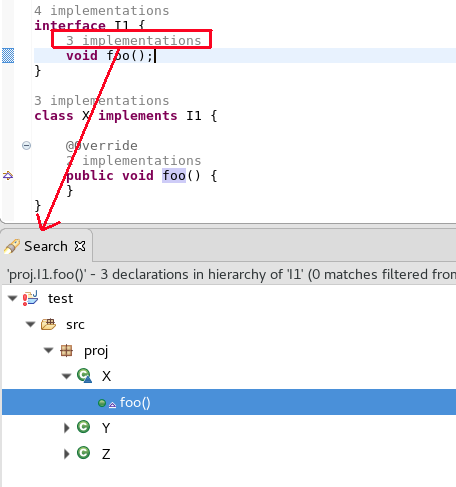 4 implementations
interface I1 {
3 implementations
void foo();
}
3 implementations
class X implements I1 {
@Override
2 implementations
public void foo() {
}
}
Search
'proj.I1.foo()' - 3 declarations in hierarchy of 'I1' (0 matches filtered from
test
src
proj
X
foo()
Y
Z